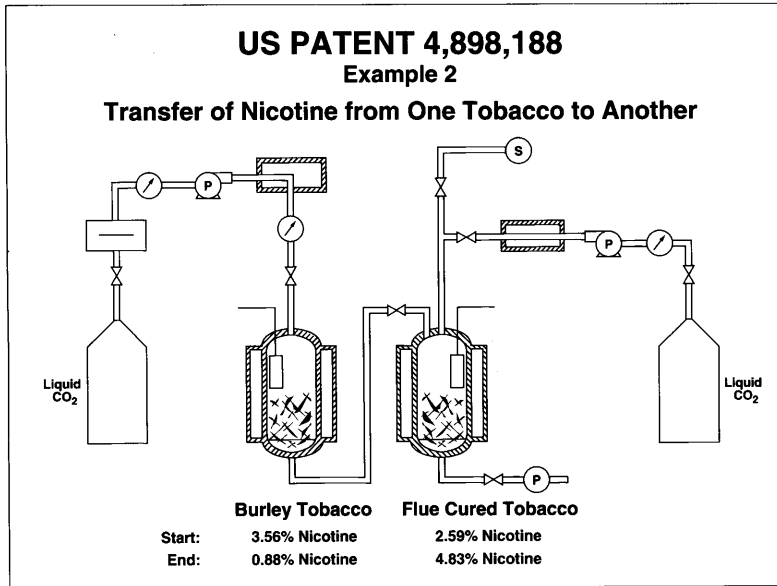 US PATENT 4,898,188
Example 2
Transfer of Nicotine from One Tobacco to Another
S
P
P
Liquid
CO2
Liquid
CO2
P
Burley Tobacco Flue Cured Tobacco
Start: 3.56% Nicotine 2.59% Nicotine
End: 0.88% Nicotine 4.83% Nicotine